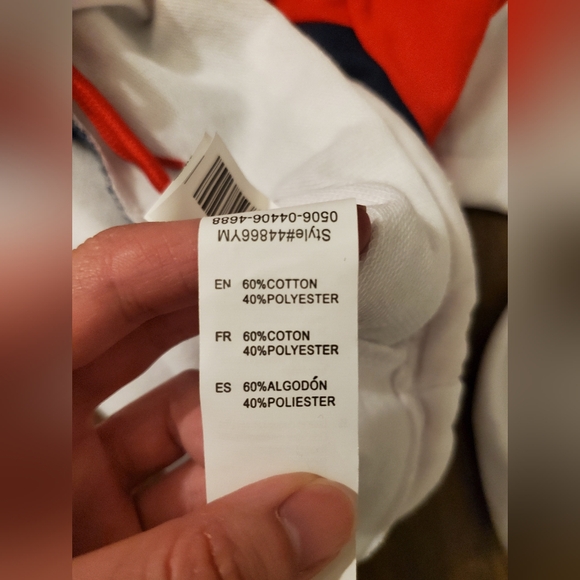 Style#44866YM
0506-04406-4688
EN 60%COTTON
40%POLYESTER
FR 60%COTON
40%POLYESTER
ES 60%ALGODÓN
40%POLIESTER